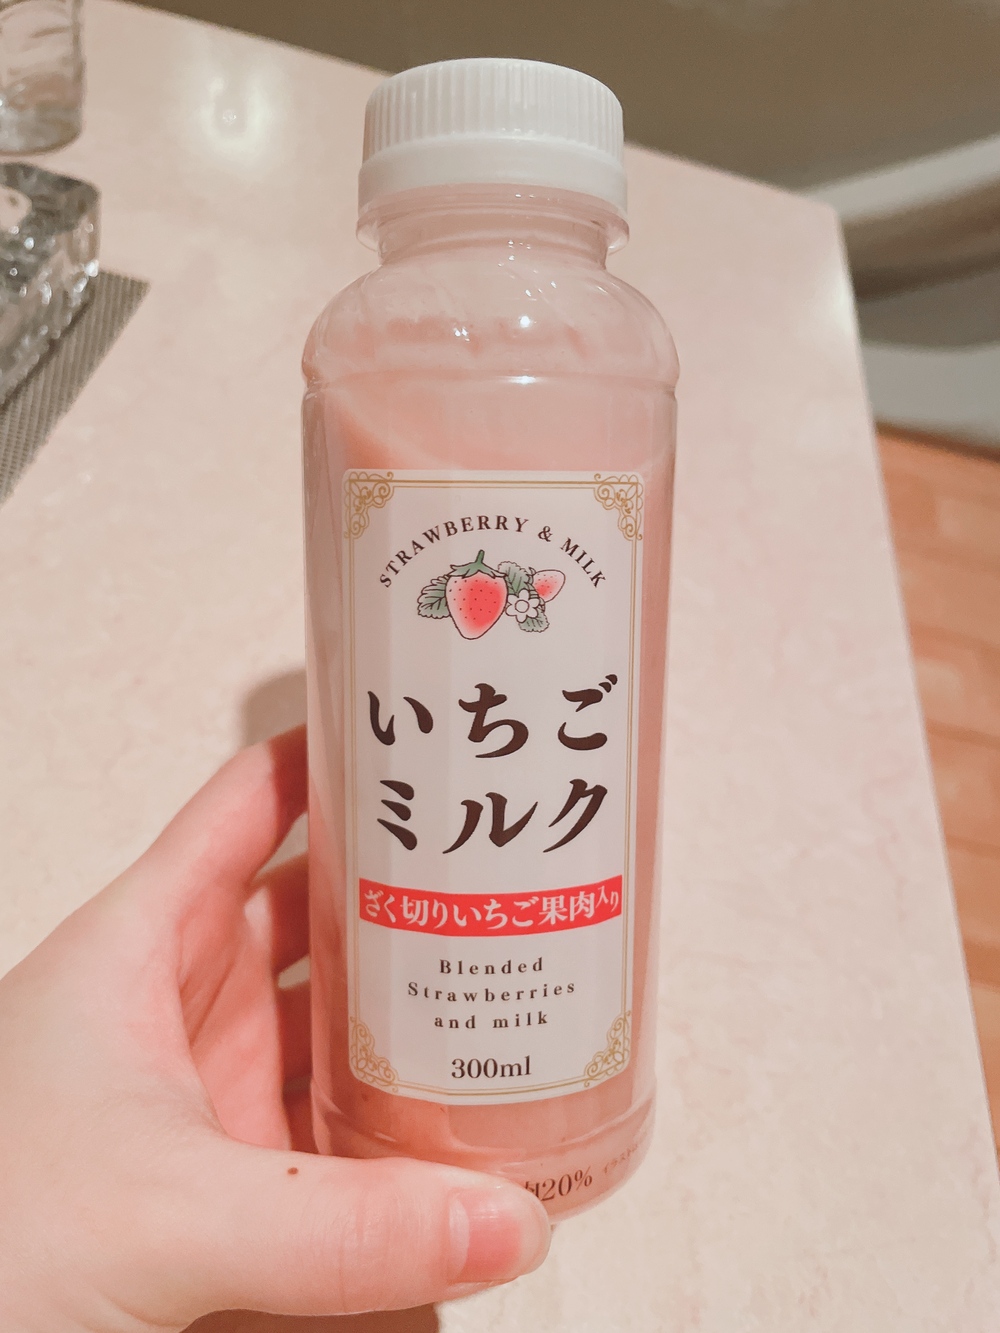 STRAWBERRY & MILK
いちご
ミルク
ざく切りいちご果肉入り
Blended
Strawberries
and milk
300ml
20%